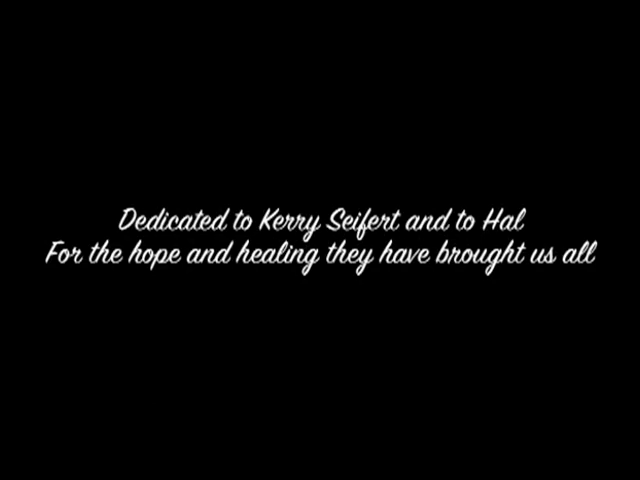 Dedicated to Kerry Seifert and to Hal
For the hope and healing they have brought us all